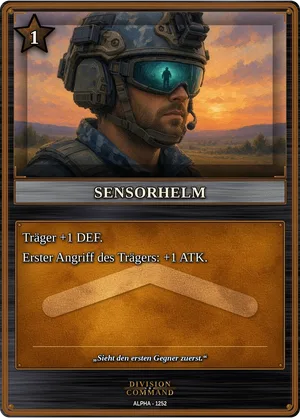 1
SENSORHELM
Träger +1 DEF.
Erster Angriff des Trägers: +1 ATK.
„Sieht den ersten Gegner zuerst.“
DIVISION
COMMAND
ALPHA - 1252